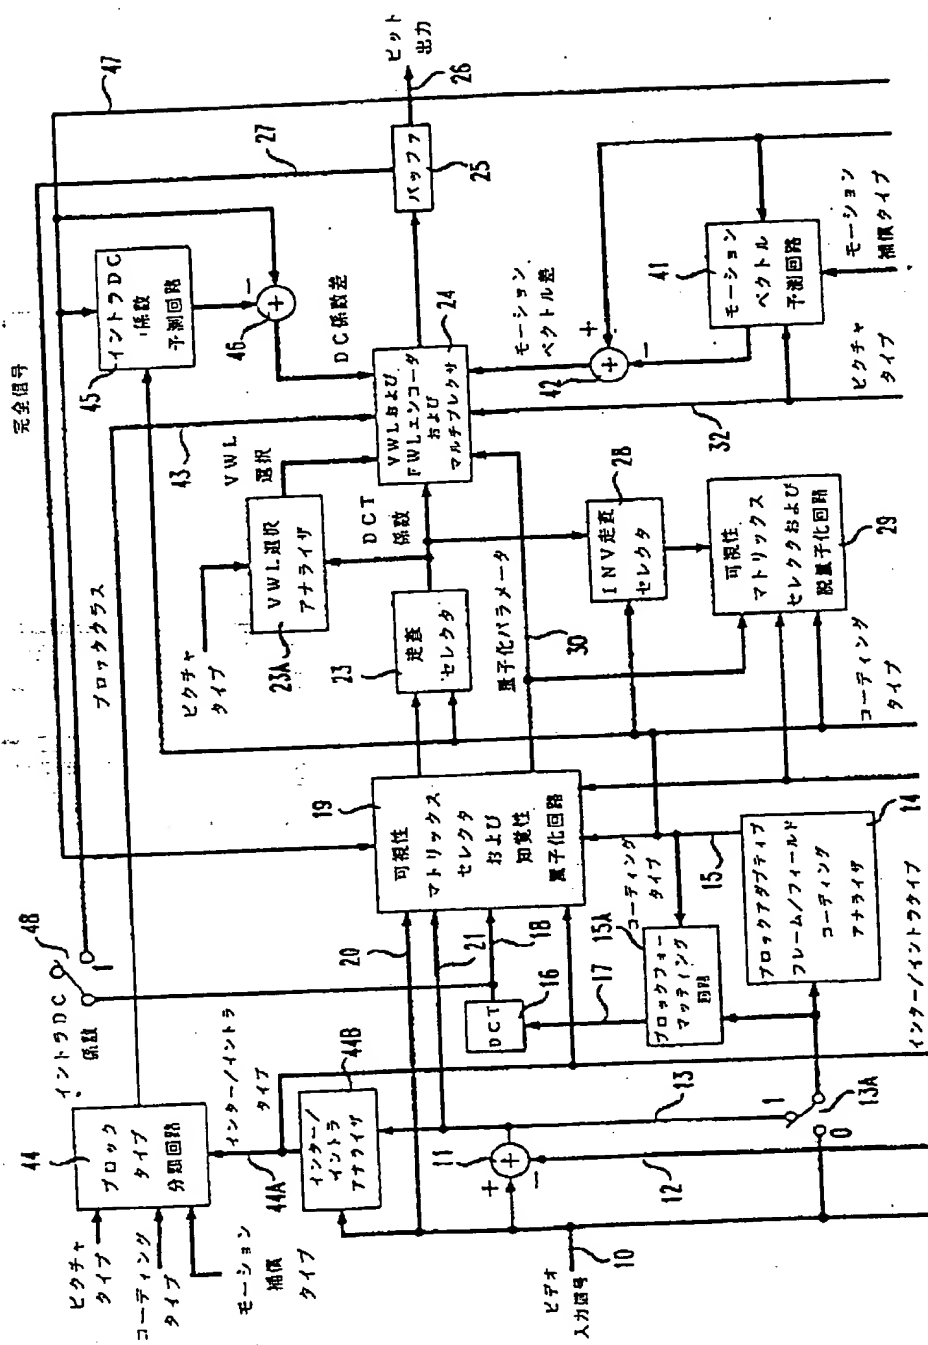 ピクチャ
タイプ
コーディング
タイプ
モーション
補償
タイプ
44
ブロック
タイプ
分類回路
44A
インター/イントラ
タイプ
インター/
イントラ
アナライザ
44B
ビデオ
入力信号
10
11
+
+
−
12
13
13A
0
1
イントラDC
係数
48
1
DCT
16
17
18
20
21
ブロックフォー
マッティング
回路
15A
コーディング
タイプ
15
ブロックアダプティブ
フレーム/フィールド
コーディング
アナライザ
14
インター/イントラタイプ
19
可視性
マトリックス
セレクタ
および
知覚性
量子化回路
ブロッククラス
完全信号
ピクチャ
タイプ
23A
VWL選択
アナライザ
VWL
選択
43
23
走査
セレクタ
DCT
係数
量子化パラメータ
30
INV走査
セレクタ
28
可視性
マトリックス
セレクタおよび
脱量子化回路
29
コーディング
タイプ
45
イントラDC
係数
予測回路
46
+
−
DC係数差
VWLおよび
FWLエンコーダ
および
マルチプレクサ
24
モーション
ベクトル差
42
+
+
−
32
41
モーション
ベクトル
予測回路
ピクチャ
タイプ
モーション
補償タイプ
バッファ
25
26
27
47
ビット
出力